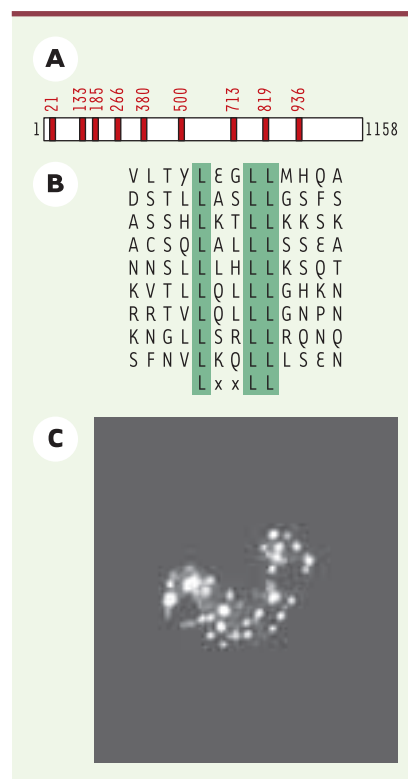 A
21 133 185 266 380 500 713 819 936
1 1158
B
V L T Y L E G L L M H Q A
D S T L L A S L L G S F S
A S S H L K T L L K K S K
A C S Q L A L L L S S E A
N N S L L L H L L K S Q T
K V T L L Q L L L G H K N
R R T V L Q L L L G N P N
K N G L L S R L L R Q N Q
S F N V L K Q L L L S E N
L x x L L
C